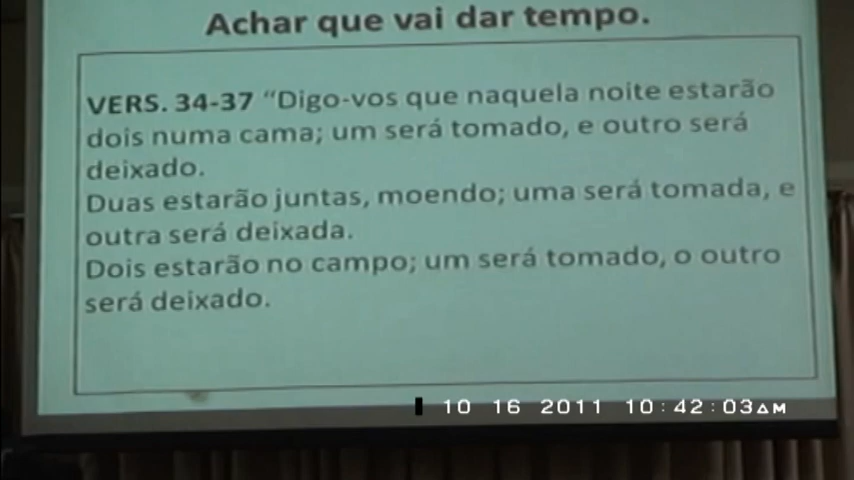 Achar que vai dar tempo.
VERS. 34-37 “Digo-vos que naquela noite estarão
dois numa cama; um será tomado, e outro será
deixado.
Duas estarão juntas, moendo; uma será tomada, e
outra será deixada.
Dois estarão no campo; um será tomado, o outro
será deixado.
10 16 2011 10:42:03AM